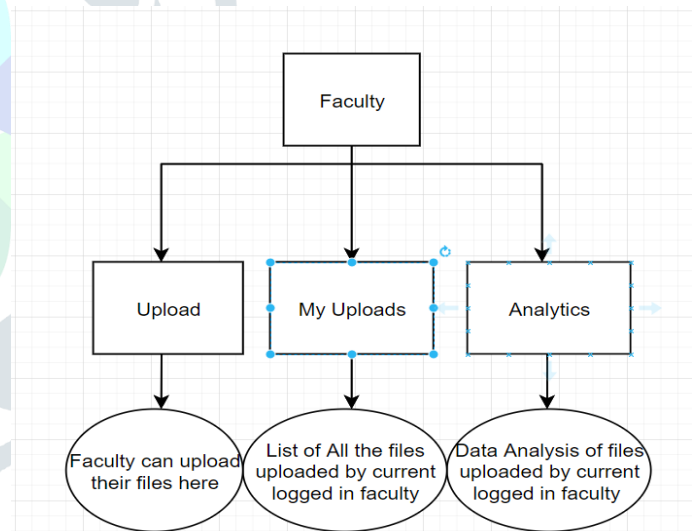 Faculty
Upload
My Uploads
Analytics
Faculty can upload
their files here
List of All the files
uploaded by current
logged in faculty
Data Analysis of files
uploaded by current
logged in faculty